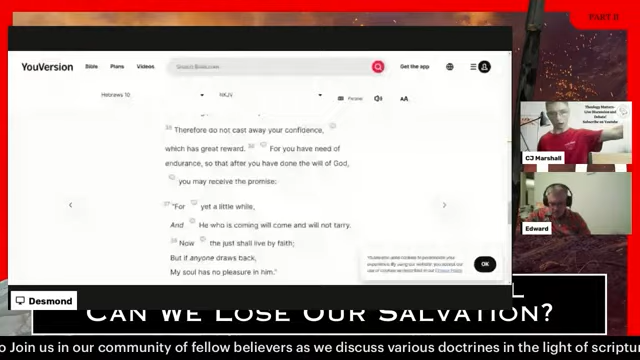 PART II
YouVersion
Bible Plans Videos
Get the app
Hebrews 10
NKJV
Parallel
AA
35 Therefore do not cast away your confidence,
which has great reward. 36 For you have need of
endurance, so that after you have done the will of God,
you may receive the promise:
37 "For yet a little while,
And He who is coming will come and will not tarry.
38 Now the just shall live by faith;
But if anyone draws back,
My soul has no pleasure in him."
OK
CJ Marshall
Edward
Desmond
Can We Lose Our Salvation?
o Join us in our community of fellow believers as we discuss various doctrines in the light of scriptu